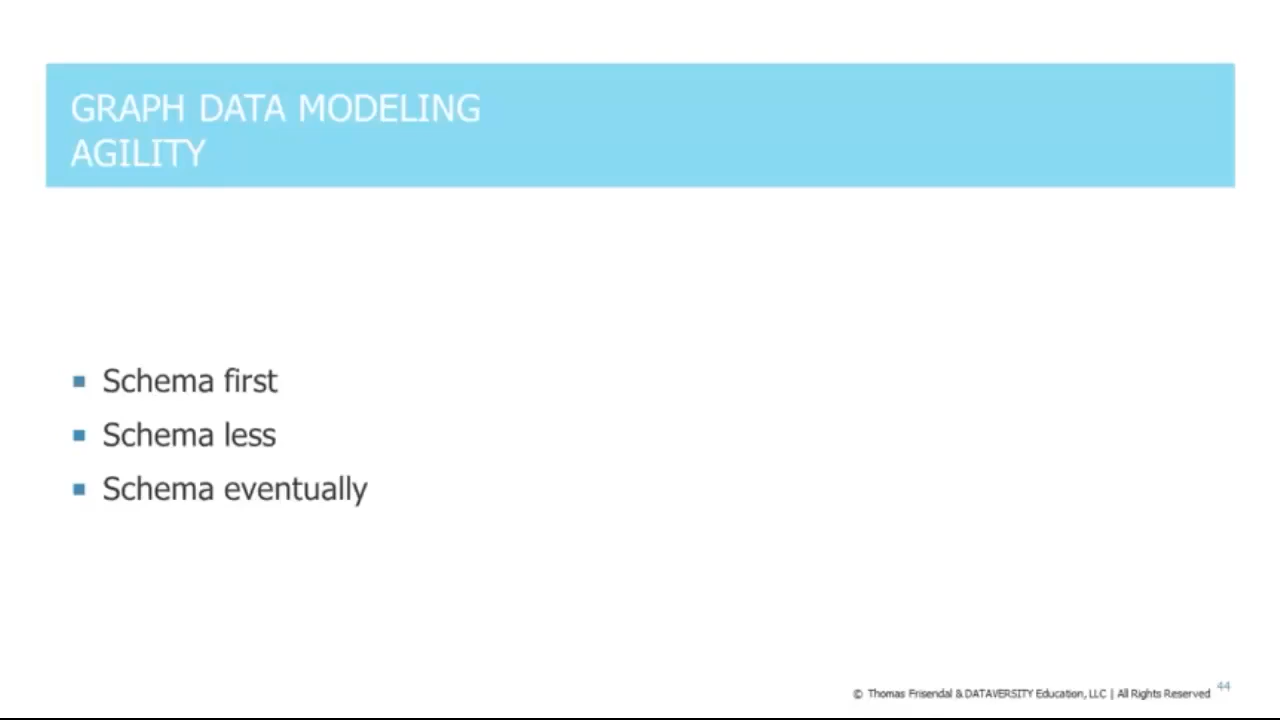 GRAPH DATA MODELING
AGILITY
Schema first
Schema less
Schema eventually
© Thomas Frisendal & DATAVERSITY Education, LLC | All Rights Reserved
44